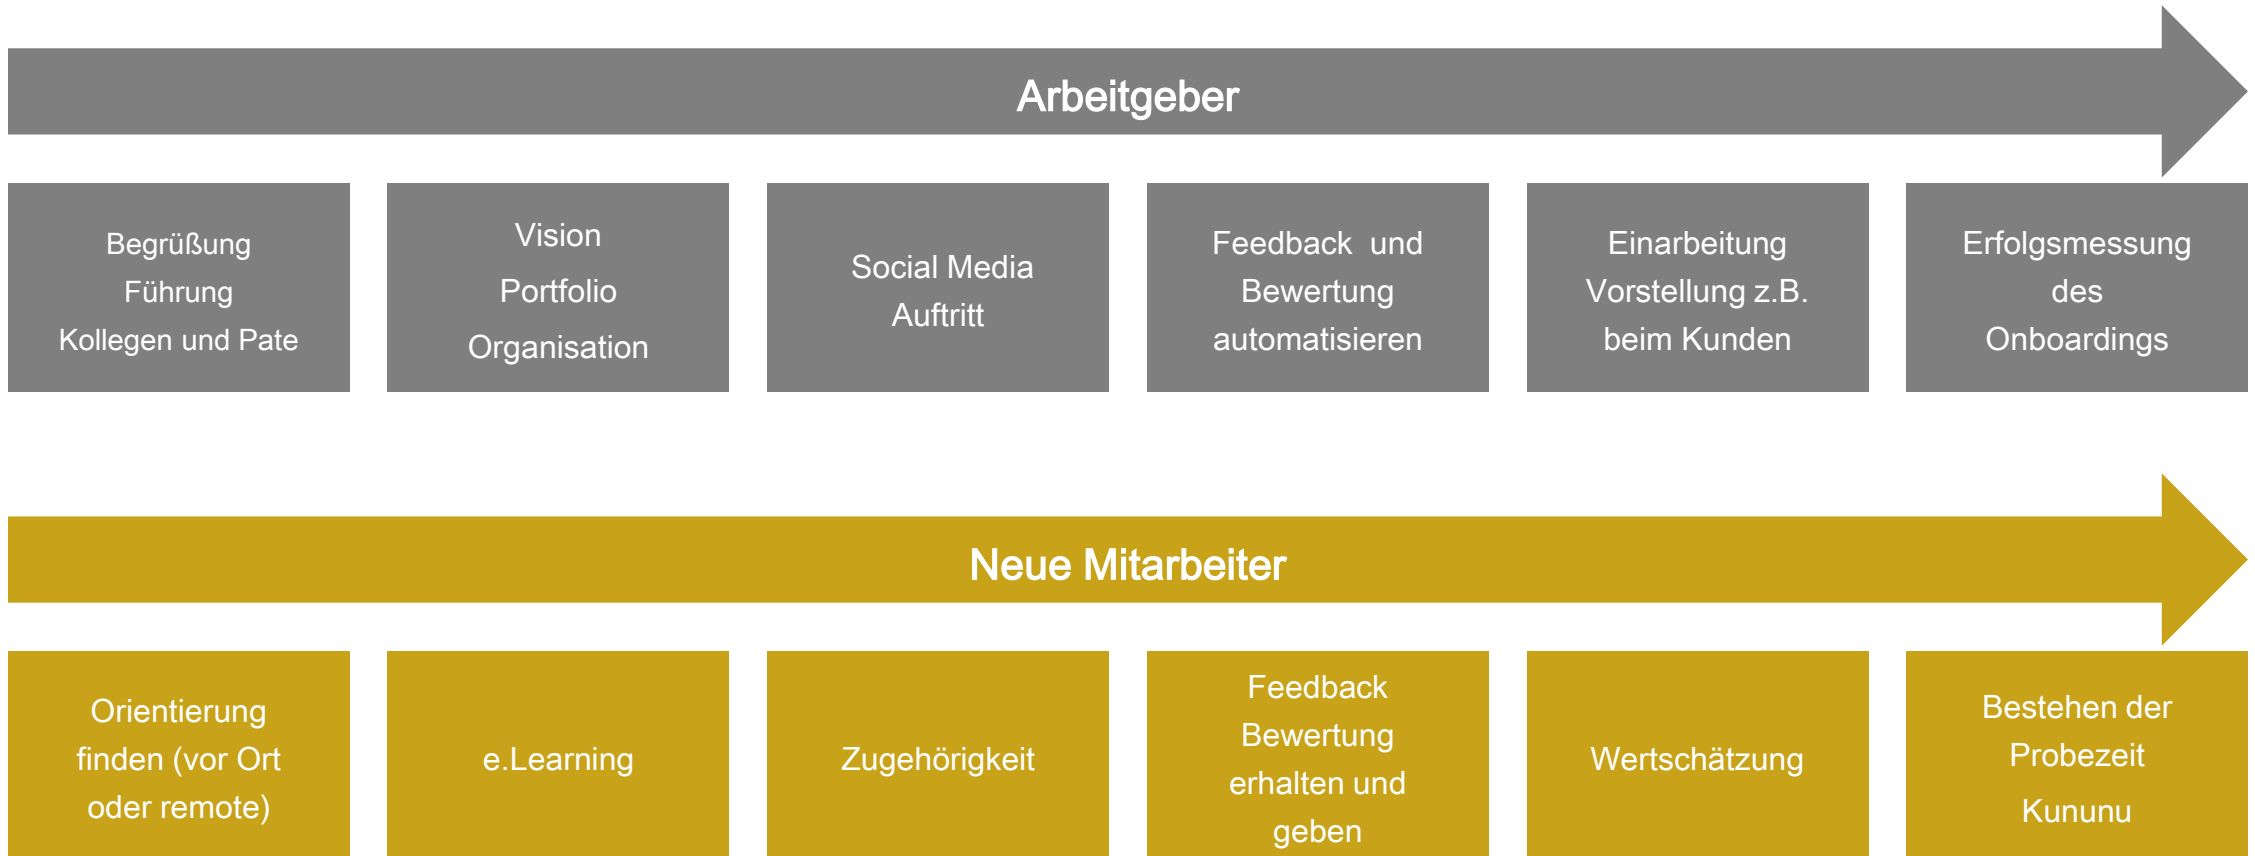 Arbeitgeber
Begrüßung
Führung
Kollegen und Pate
Vision
Portfolio
Organisation
Social Media
Auftritt
Feedback  und
Bewertung
automatisieren
Einarbeitung
Vorstellung z.B.
beim Kunden
Erfolgsmessung
des
Onboardings
Neue Mitarbeiter
Orientierung
finden (vor Ort
oder remote)
e.Learning
Zugehörigkeit
Feedback
Bewertung
erhalten und
geben
Wertschätzung
Bestehen der
Probezeit
Kununu